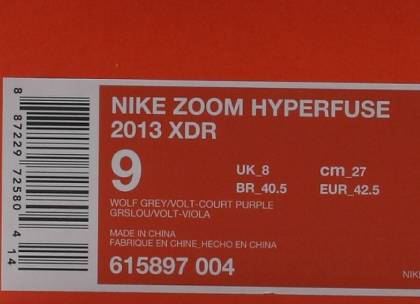 NIKE ZOOM HYPERFUSE
2013 XDR
9
UK_8 cm_27
BR_40.5 EUR_42.5
WOLF GREY/VOLT-COURT PURPLE
GRSLOU/VOLT-VIOLA
MADE IN CHINA
FABRIQUE EN CHINE_HECHO EN CHINA
615897 004
NIK
8 87229 72580 4 14